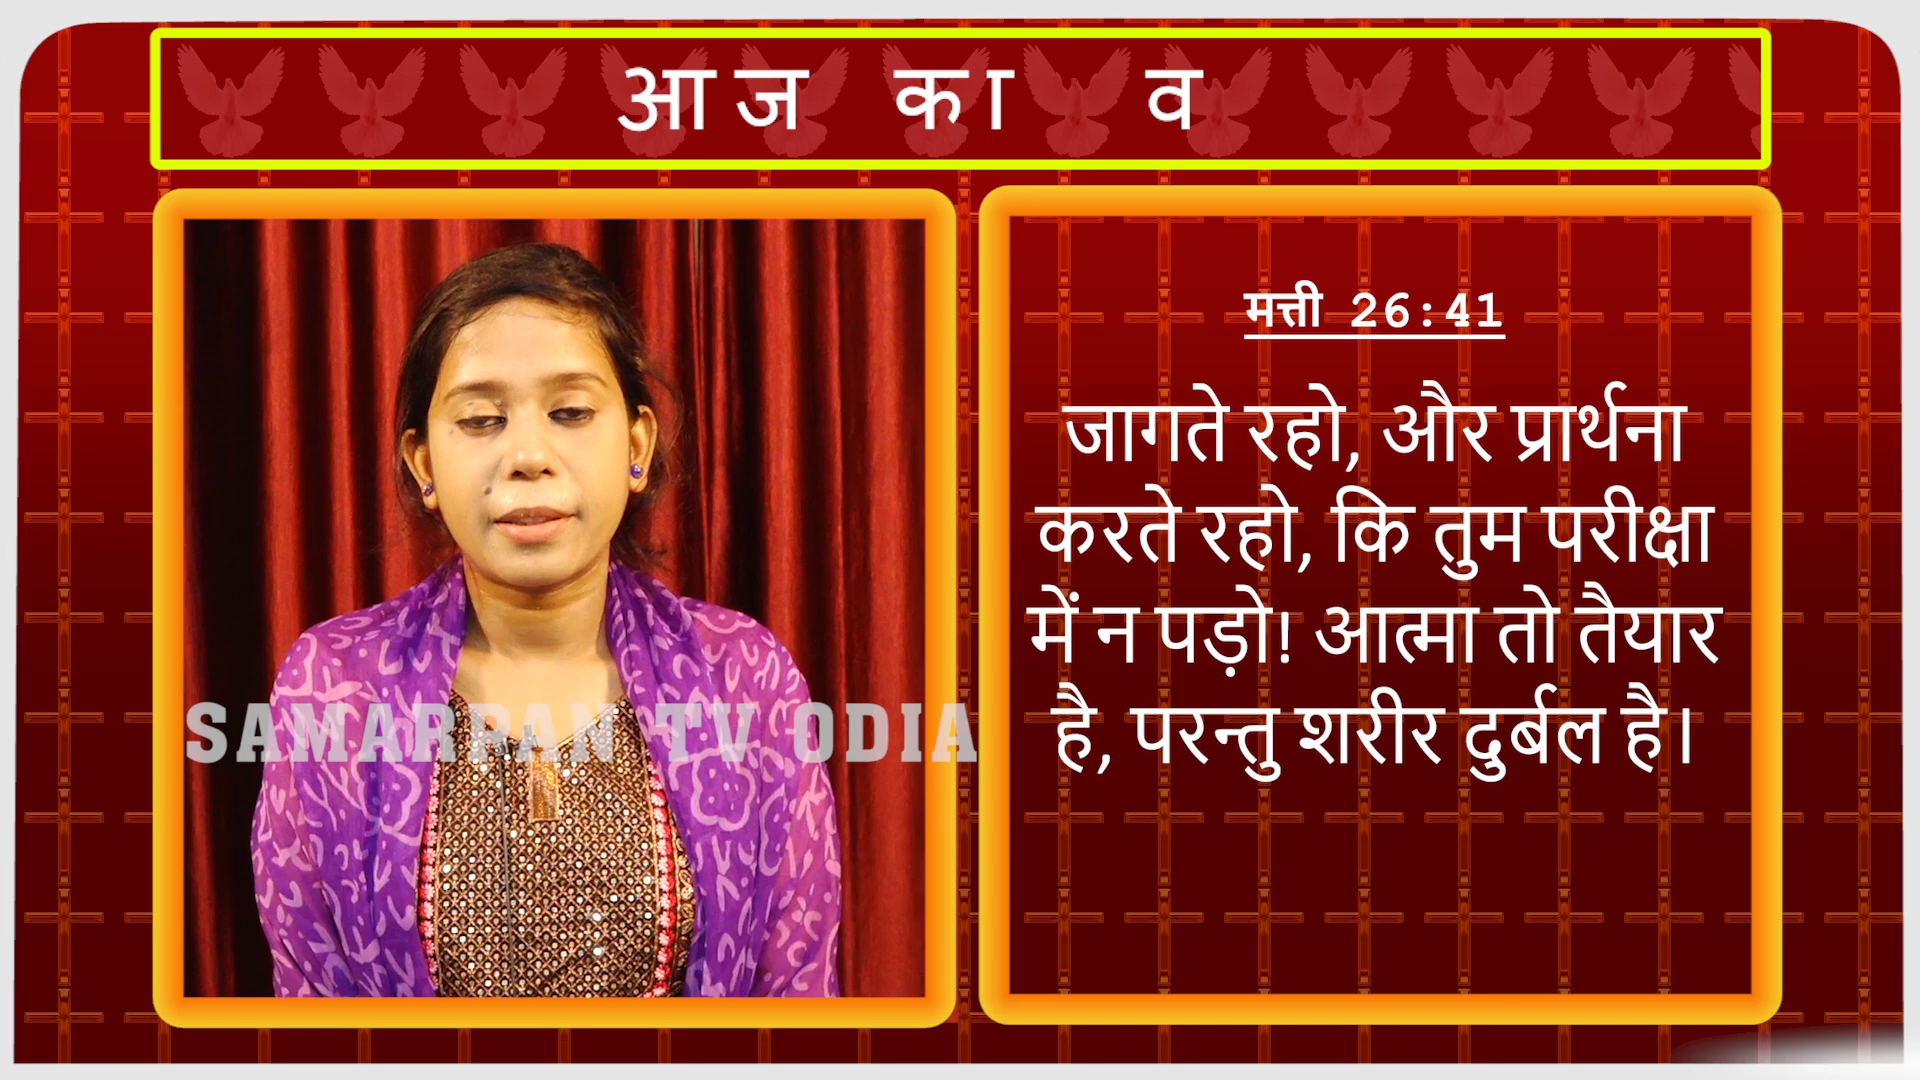 आज का व
मत्ती 26:41
जागते रहो, और प्रार्थना
करते रहो, कि तुम परीक्षा
में न पड़ो! आत्मा तो तैयार
है, परन्तु शरीर दुर्बल है।
SAMARPAN TV ODIA